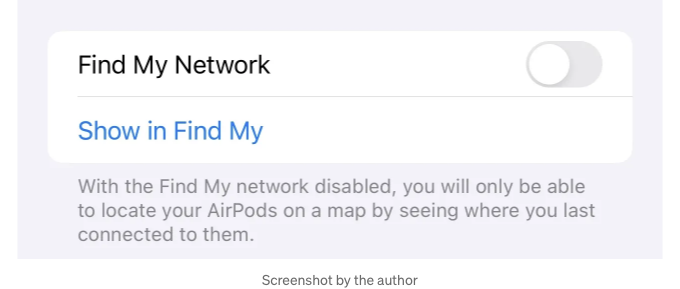 Find My Network
Show in Find My
With the Find My network disabled, you will only be able
to locate your AirPods on a map by seeing where you last
connected to them.
Screenshot by the author